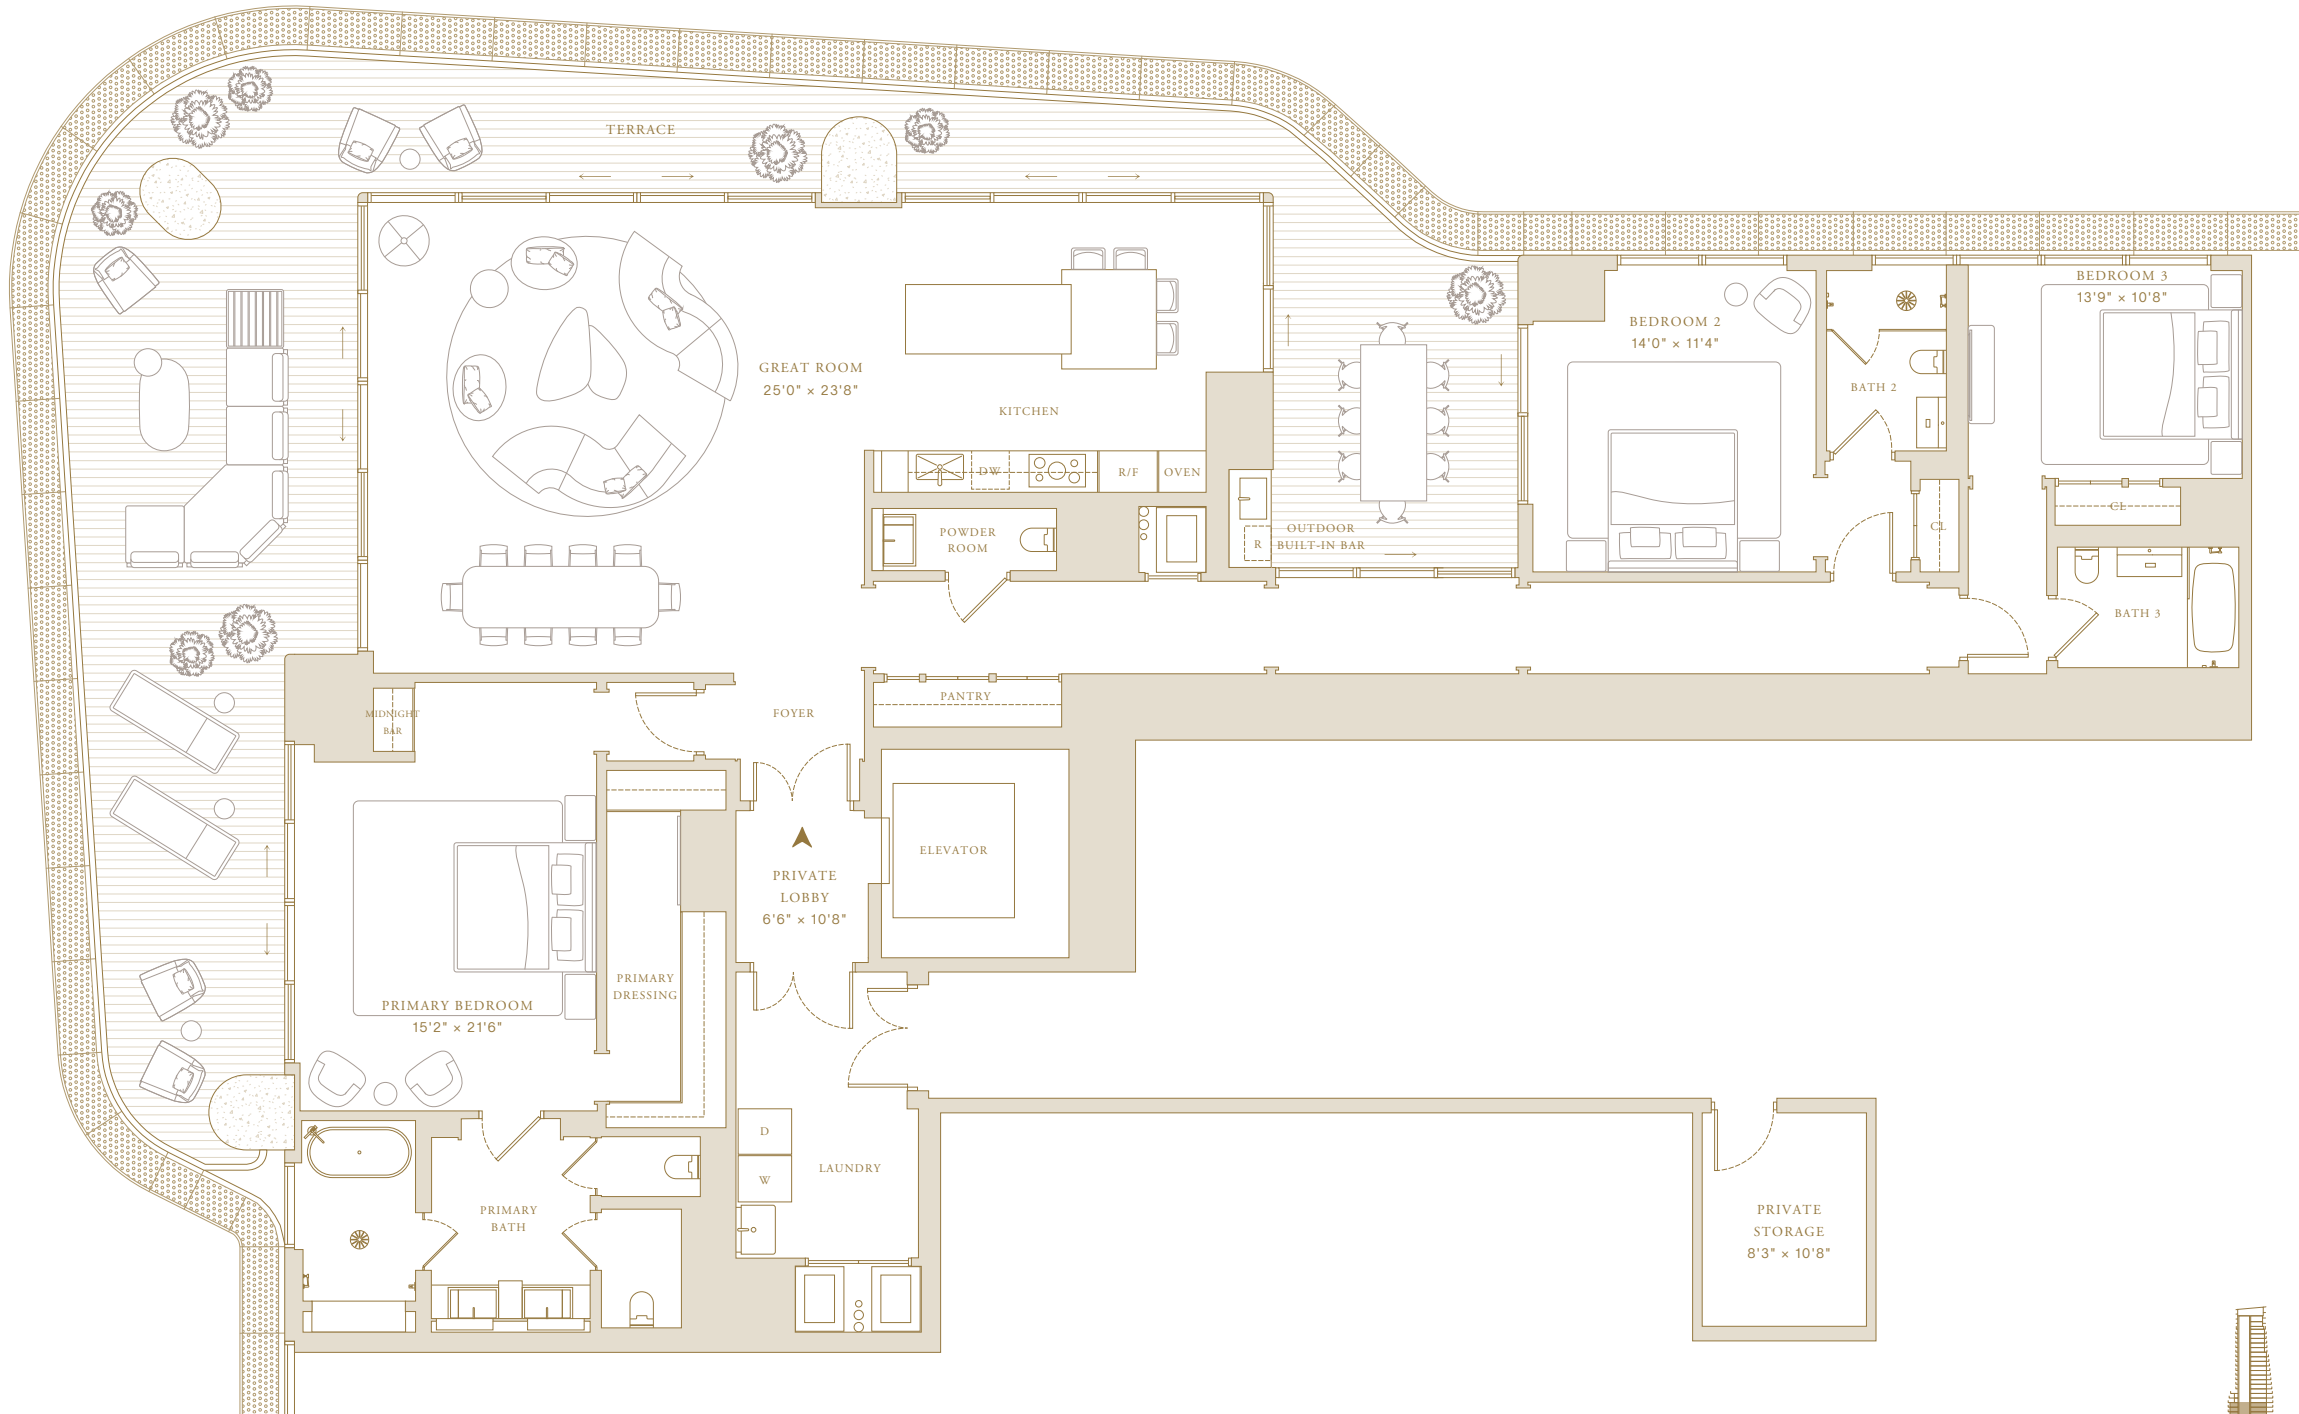 TERRACE
BEDROOM 3
13'9" × 10'8"
BEDROOM 2
14'0" × 11'4"
GREAT ROOM
25'0" × 23'8"
BATH 2
KITCHEN
DW
R/F
OVEN
CL
CL
OUTDOOR
BUILT-IN BAR
R
POWDER
ROOM
BATH 3
PANTRY
MIDNIGHT
BAR
FOYER
ELEVATOR
PRIVATE
LOBBY
6'6" × 10'8"
PRIMARY
DRESSING
PRIMARY BEDROOM
15'2" × 21'6"
D
W
LAUNDRY
PRIMARY
BATH
PRIVATE
STORAGE
8'3" × 10'8"